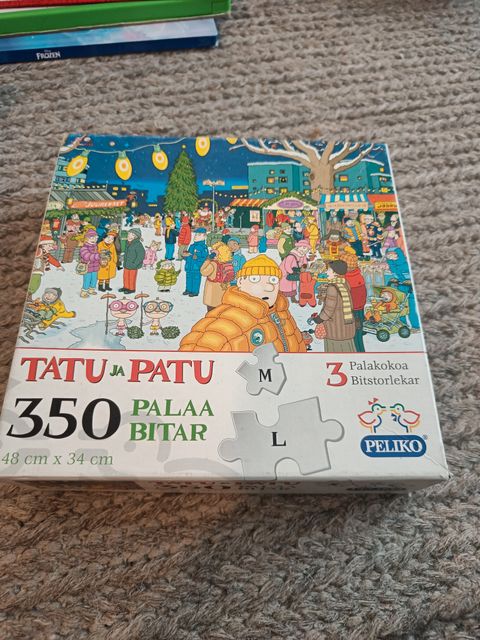 FROZEN
TATU JA PATU
350 PALAA
BITAR
48 cm x 34 cm
M
L
3 Palakokoa
Bitstorlekar
PELIKO